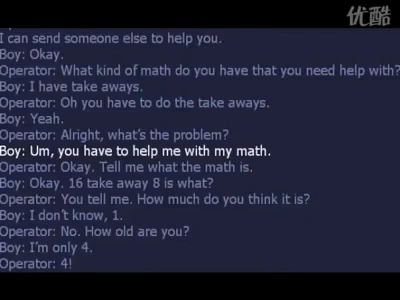 优酷
I can send someone else to help you.
Boy: Okay.
Operator: What kind of math do you have that you need help with?
Boy: I have take aways.
Operator: Oh you have to do the take aways.
Boy: Yeah.
Operator: Alright, what's the problem?
Boy: Um, you have to help me with my math.
Operator: Okay. Tell me what the math is.
Boy: Okay. 16 take away 8 is what?
Operator: You tell me. How much do you think it is?
Boy: I don't know, 1.
Operator: No. How old are you?
Boy: I'm only 4.
Operator: 4!